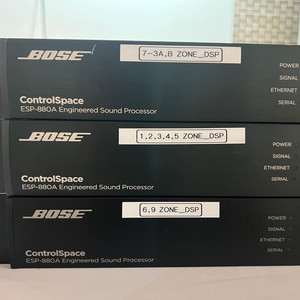 BOSE
7-3A,B ZONE_DSP
POWER
SIGNAL
ETHERNET
SERIAL
ControlSpace
ESP-880A Engineered Sound Processor
BOSE
1,2,3,4,5 ZONE_DSP
POWER
SIGNAL
ETHERNET
SERIAL
ControlSpace
ESP-880A Engineered Sound Processor
BOSE
6,9 ZONE_DSP
POWER
SIGNAL
ETHERNET
SERIAL
ControlSpace
ESP-880A Engineered Sound Processor